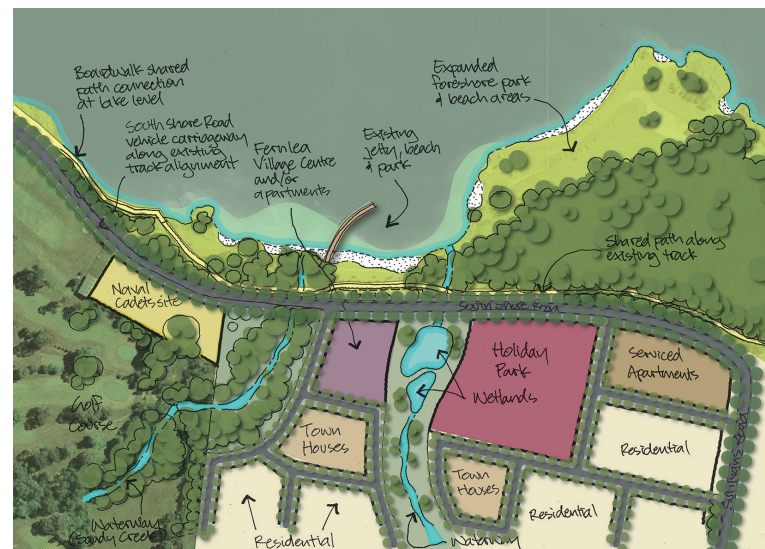 Boardwalk shared
path connection
at lake level
South Shore Road
vehicle carriageway
along existing
track alignment
Fernlea
Village Centre
and/or
apartments
Existing
jetty, beach
& park
Expanded
foreshore park
& beach areas
Shared path along
existing track
Naval
Cadets site
South Shore Road
Holiday
Park
Wetlands
Serviced
Apartments
Golf
Course
Town
Houses
Residential
Town
Houses
Residential
Waterway
(Sandy Creek)
Residential
Waterway
Sullivans Road